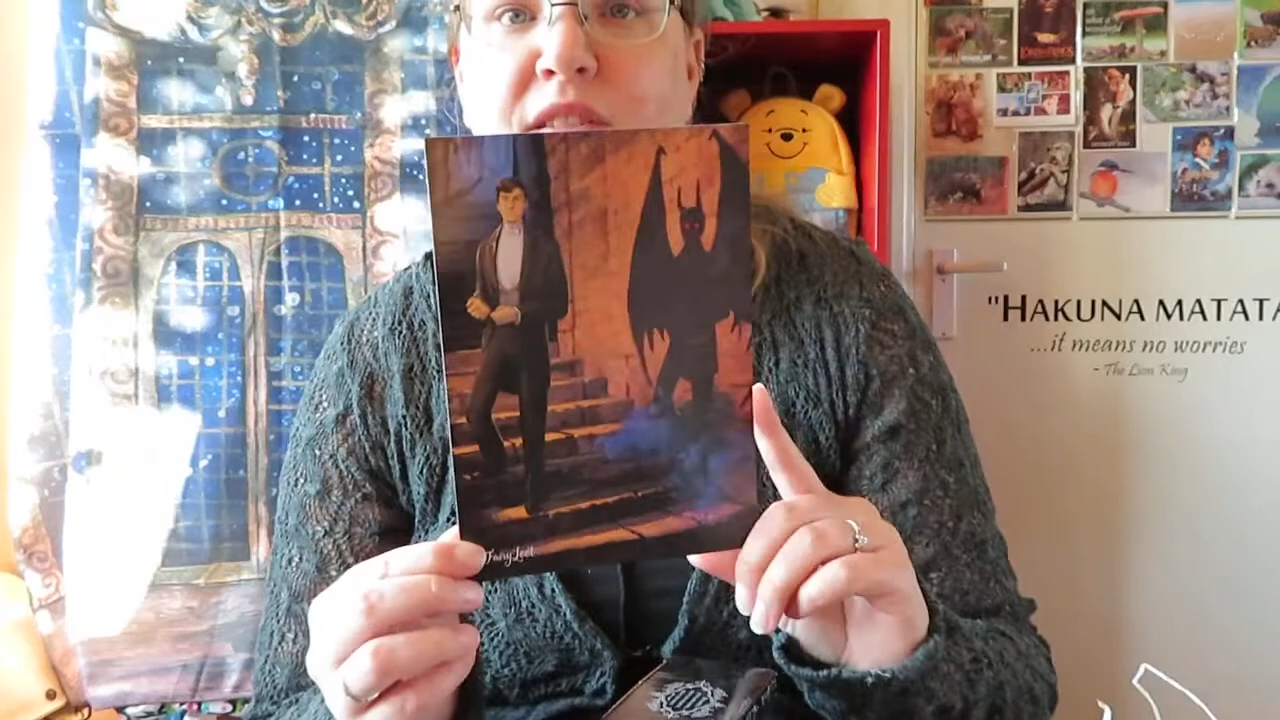 "HAKUNA MATATA
...it means no worries
- The Lion King
FairyLoot